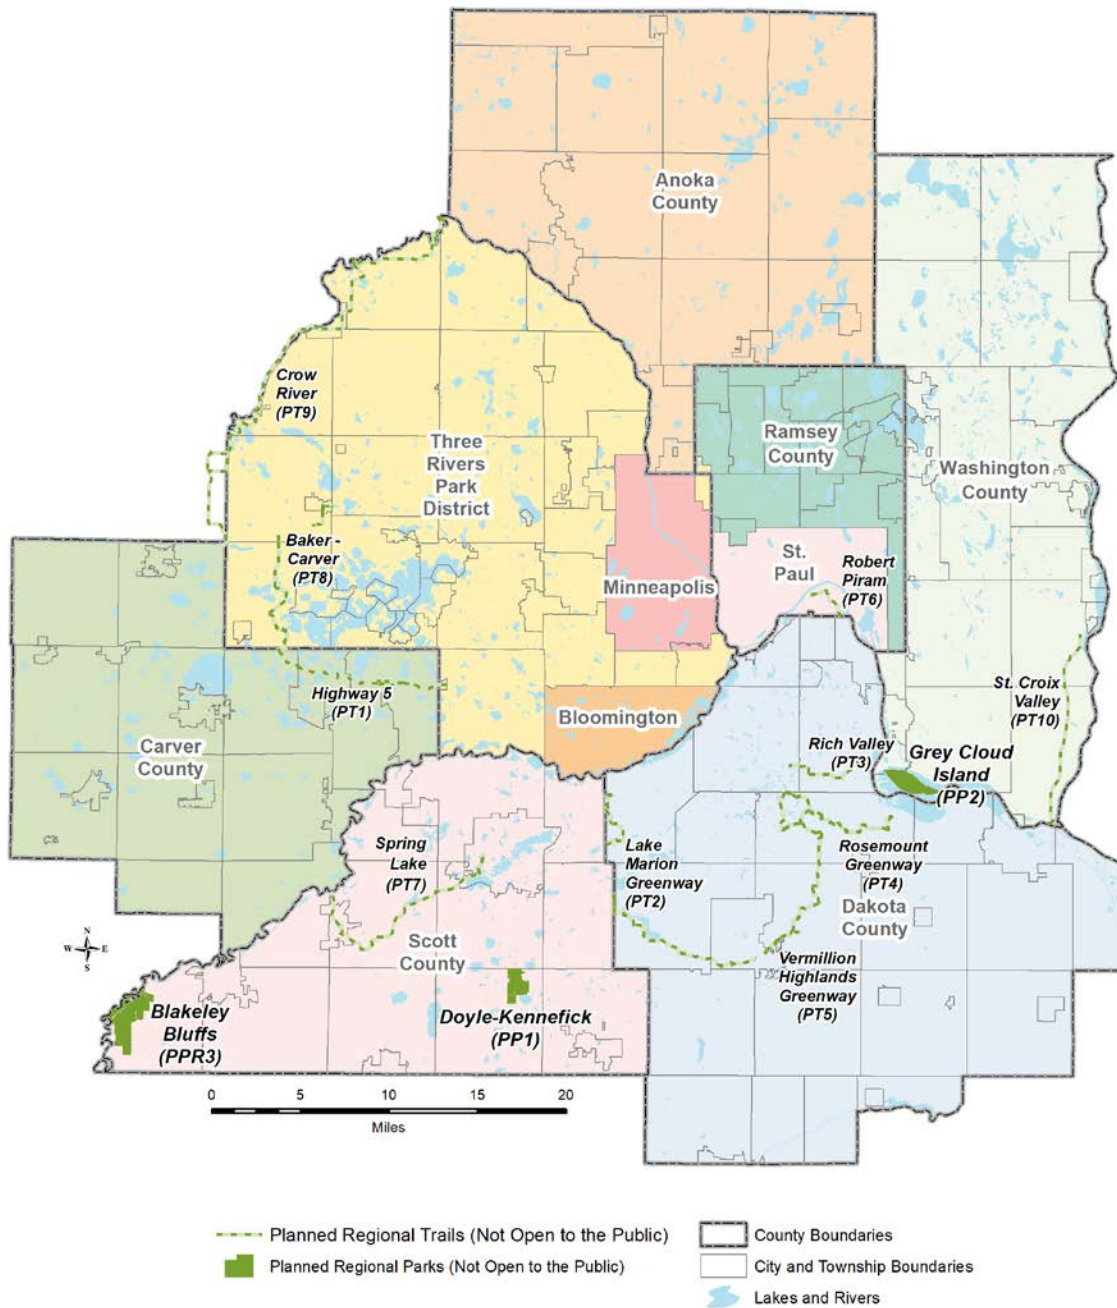 Anoka
County
Crow
River
(PT9)
Three
Rivers
Park
District
Ramsey
County
Washington
County
Baker -
Carver
(PT8)
Minneapolis
St.
Paul
Robert
Piram
(PT6)
Highway 5
(PT1)
Carver
County
Bloomington
St. Croix
Valley
(PT10)
Rich Valley
(PT3)
Grey Cloud
Island
(PP2)
Spring
Lake
(PT7)
Lake
Marion
Greenway
(PT2)
Rosemount
Greenway
(PT4)
Dakota
County
Scott
County
Vermillion
Highlands
Greenway
(PT5)
N
W E
S
Blakeley
Bluffs
(PPR3)
Doyle-Kennefick
(PP1)
0 5 10 15 20
Miles
Planned Regional Trails (Not Open to the Public)
Planned Regional Parks (Not Open to the Public)
County Boundaries
City and Township Boundaries
Lakes and Rivers